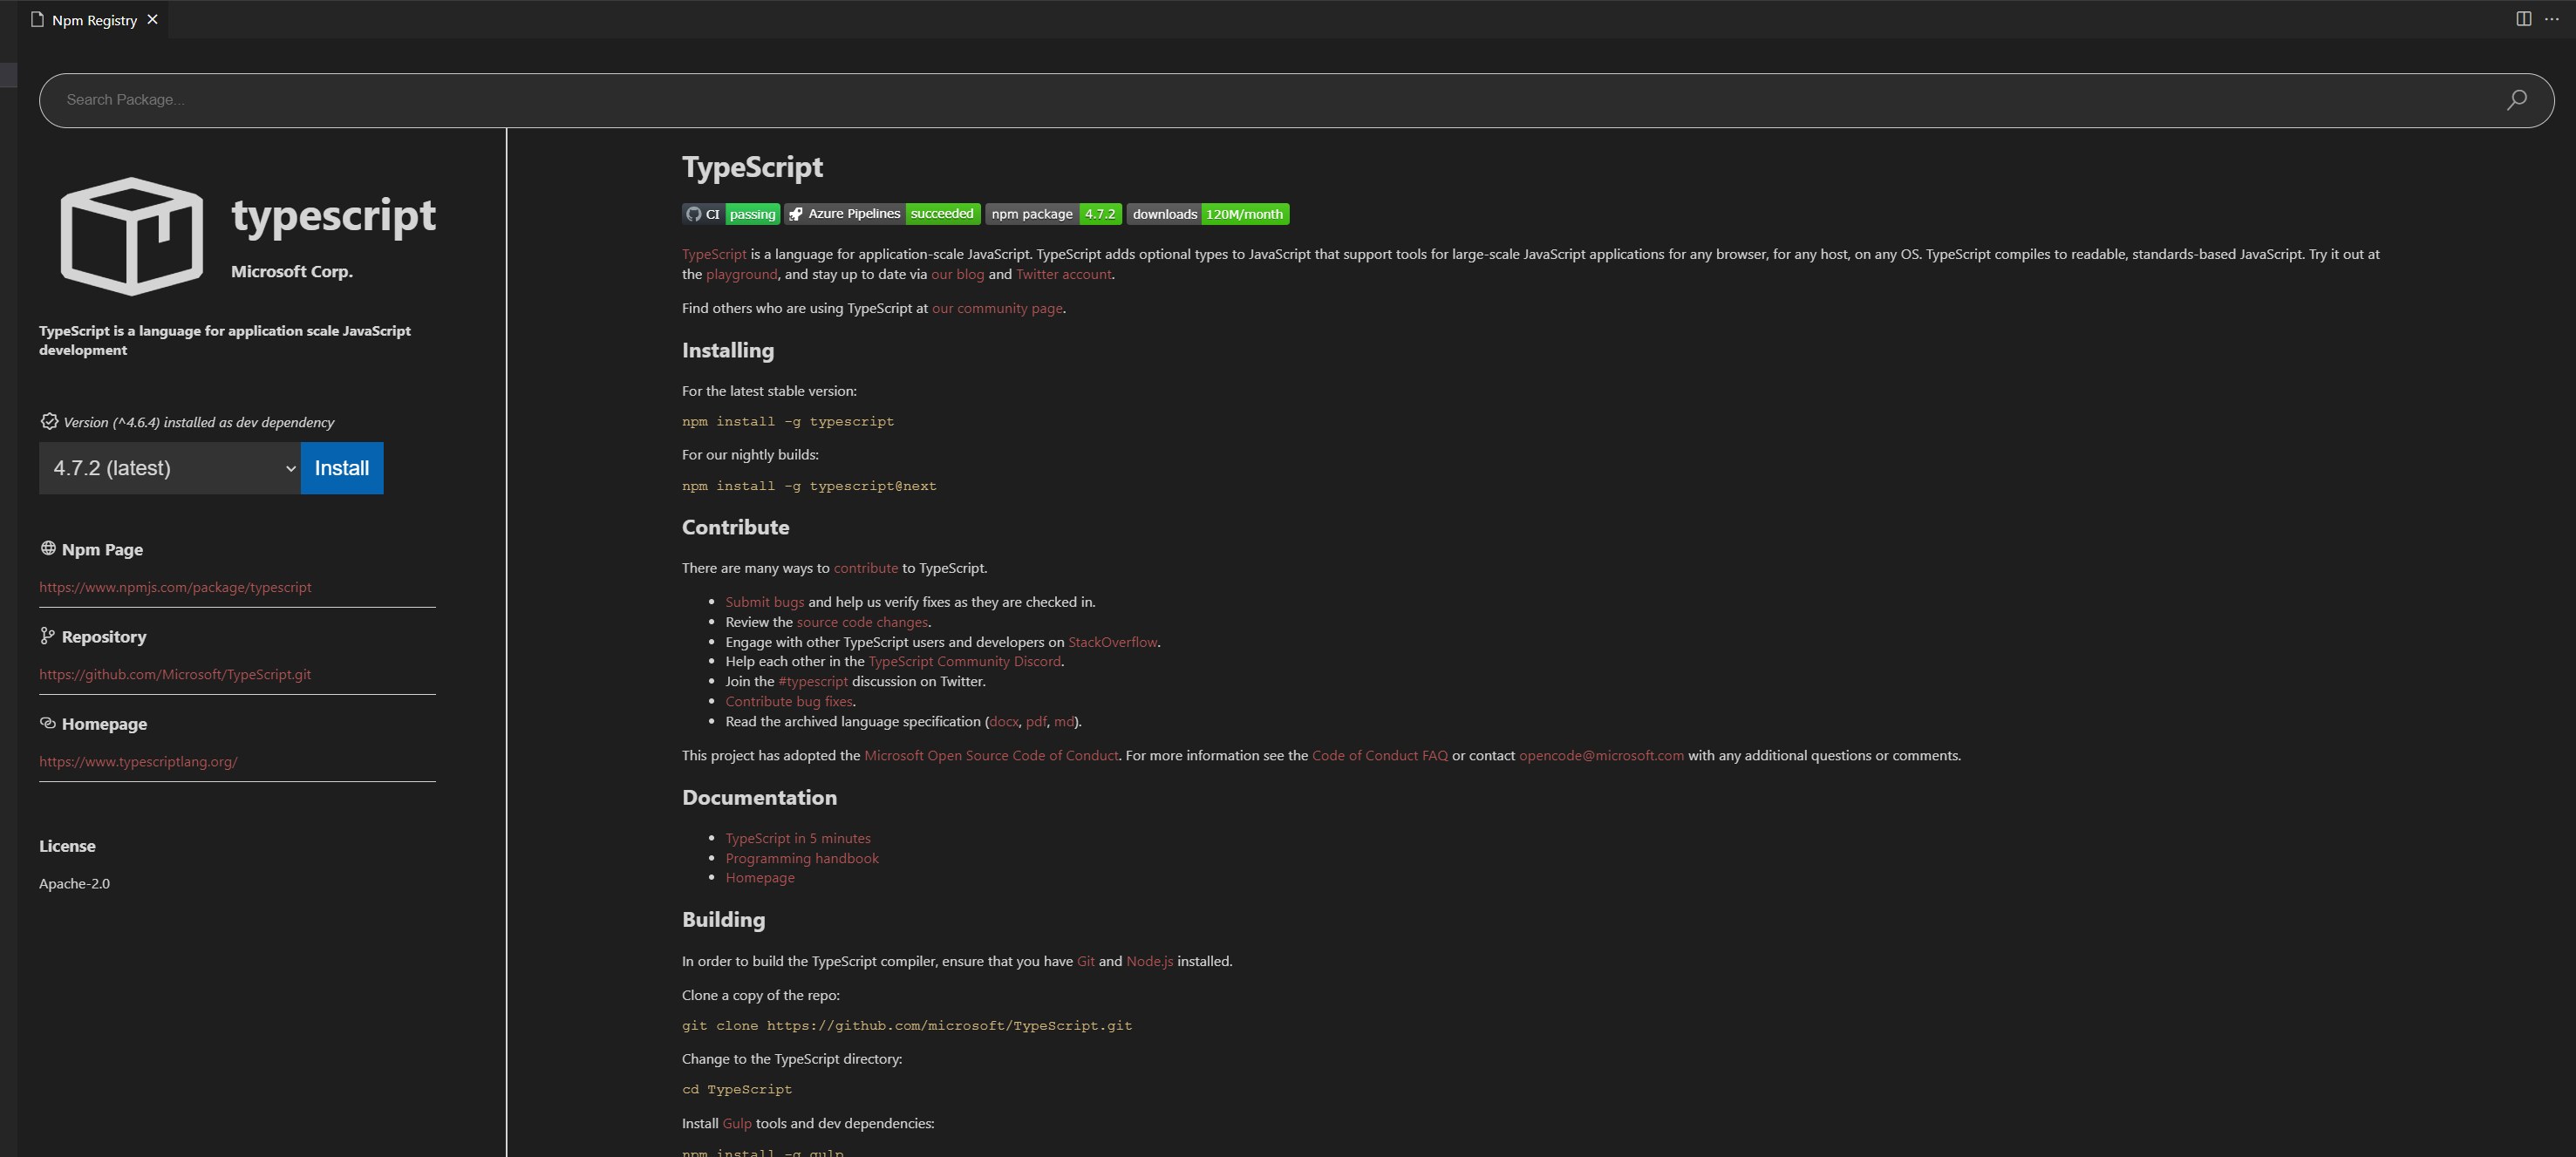 Npm Registry
Search Package...
typescript
Microsoft Corp.
TypeScript is a language for application scale JavaScript
development
Version (^4.6.4) installed as dev dependency
4.7.2 (latest)
Install
Npm Page
https://www.npmjs.com/package/typescript
Repository
https://github.com/Microsoft/TypeScript.git
Homepage
https://www.typescriptlang.org/
License
Apache-2.0
TypeScript
CI passing Azure Pipelines succeeded npm package 4.7.2 downloads 120M/month
TypeScript is a language for application-scale JavaScript. TypeScript adds optional types to JavaScript that support tools for large-scale JavaScript applications for any browser, for any host, on any OS. TypeScript compiles to readable, standards-based JavaScript. Try it out at
the playground, and stay up to date via our blog and Twitter account.
Find others who are using TypeScript at our community page.
Installing
For the latest stable version:
npm install -g typescript
For our nightly builds:
npm install -g typescript@next
Contribute
There are many ways to contribute to TypeScript.
• Submit bugs and help us verify fixes as they are checked in.
• Review the source code changes.
• Engage with other TypeScript users and developers on StackOverflow.
• Help each other in the TypeScript Community Discord.
• Join the #typescript discussion on Twitter.
• Contribute bug fixes.
• Read the archived language specification (docx, pdf, md).
This project has adopted the Microsoft Open Source Code of Conduct. For more information see the Code of Conduct FAQ or contact opencode@microsoft.com with any additional questions or comments.
Documentation
• TypeScript in 5 minutes
• Programming handbook
• Homepage
Building
In order to build the TypeScript compiler, ensure that you have Git and Node.js installed.
Clone a copy of the repo:
git clone https://github.com/microsoft/TypeScript.git
Change to the TypeScript directory:
cd TypeScript
Install Gulp tools and dev dependencies:
npm install -g gulp